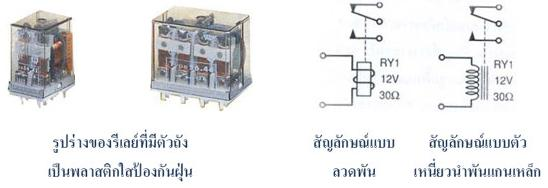 RY1
12V
30Ω
RY1
12V
30Ω
รูปร่างของรีเลย์ที่มีตัวถัง
เป็นพลาสติกใสป้องกันฝุ่น
สัญลักษณ์แบบ
ลวดพัน
สัญลักษณ์แบบตัว
เหนี่ยวนำพันแกนเหล็ก